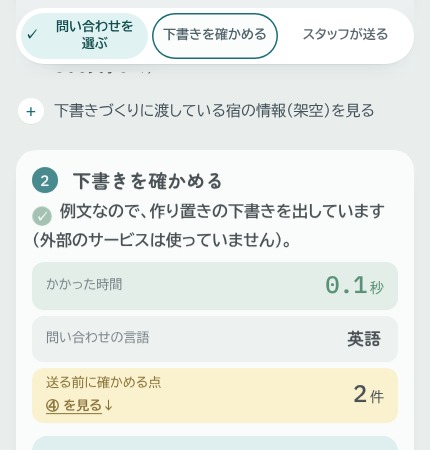 ✓ 問い合わせを
選ぶ
下書きを確かめる
スタッフが送る
+ 下書きづくりに渡している宿の情報（架空）を見る
2 下書きを確かめる
✓ 例文なので、作り置きの下書きを出しています
（外部のサービスは使っていません）。
かかった時間
0.1秒
問い合わせの言語
英語
送る前に確かめる点
④ を見る↓
2件